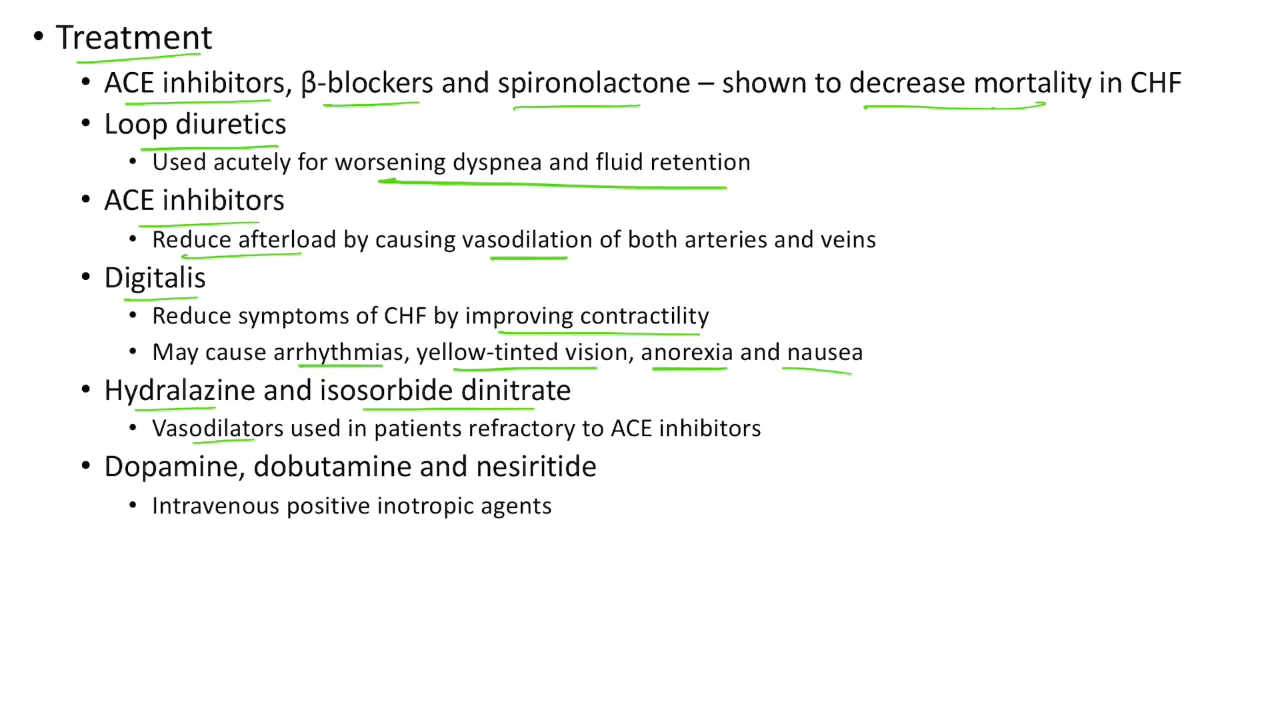 • Treatment
• ACE inhibitors, β-blockers and spironolactone – shown to decrease mortality in CHF
• Loop diuretics
• Used acutely for worsening dyspnea and fluid retention
• ACE inhibitors
• Reduce afterload by causing vasodilation of both arteries and veins
• Digitalis
• Reduce symptoms of CHF by improving contractility
• May cause arrhythmias, yellow-tinted vision, anorexia and nausea
• Hydralazine and isosorbide dinitrate
• Vasodilators used in patients refractory to ACE inhibitors
• Dopamine, dobutamine and nesiritide
• Intravenous positive inotropic agents